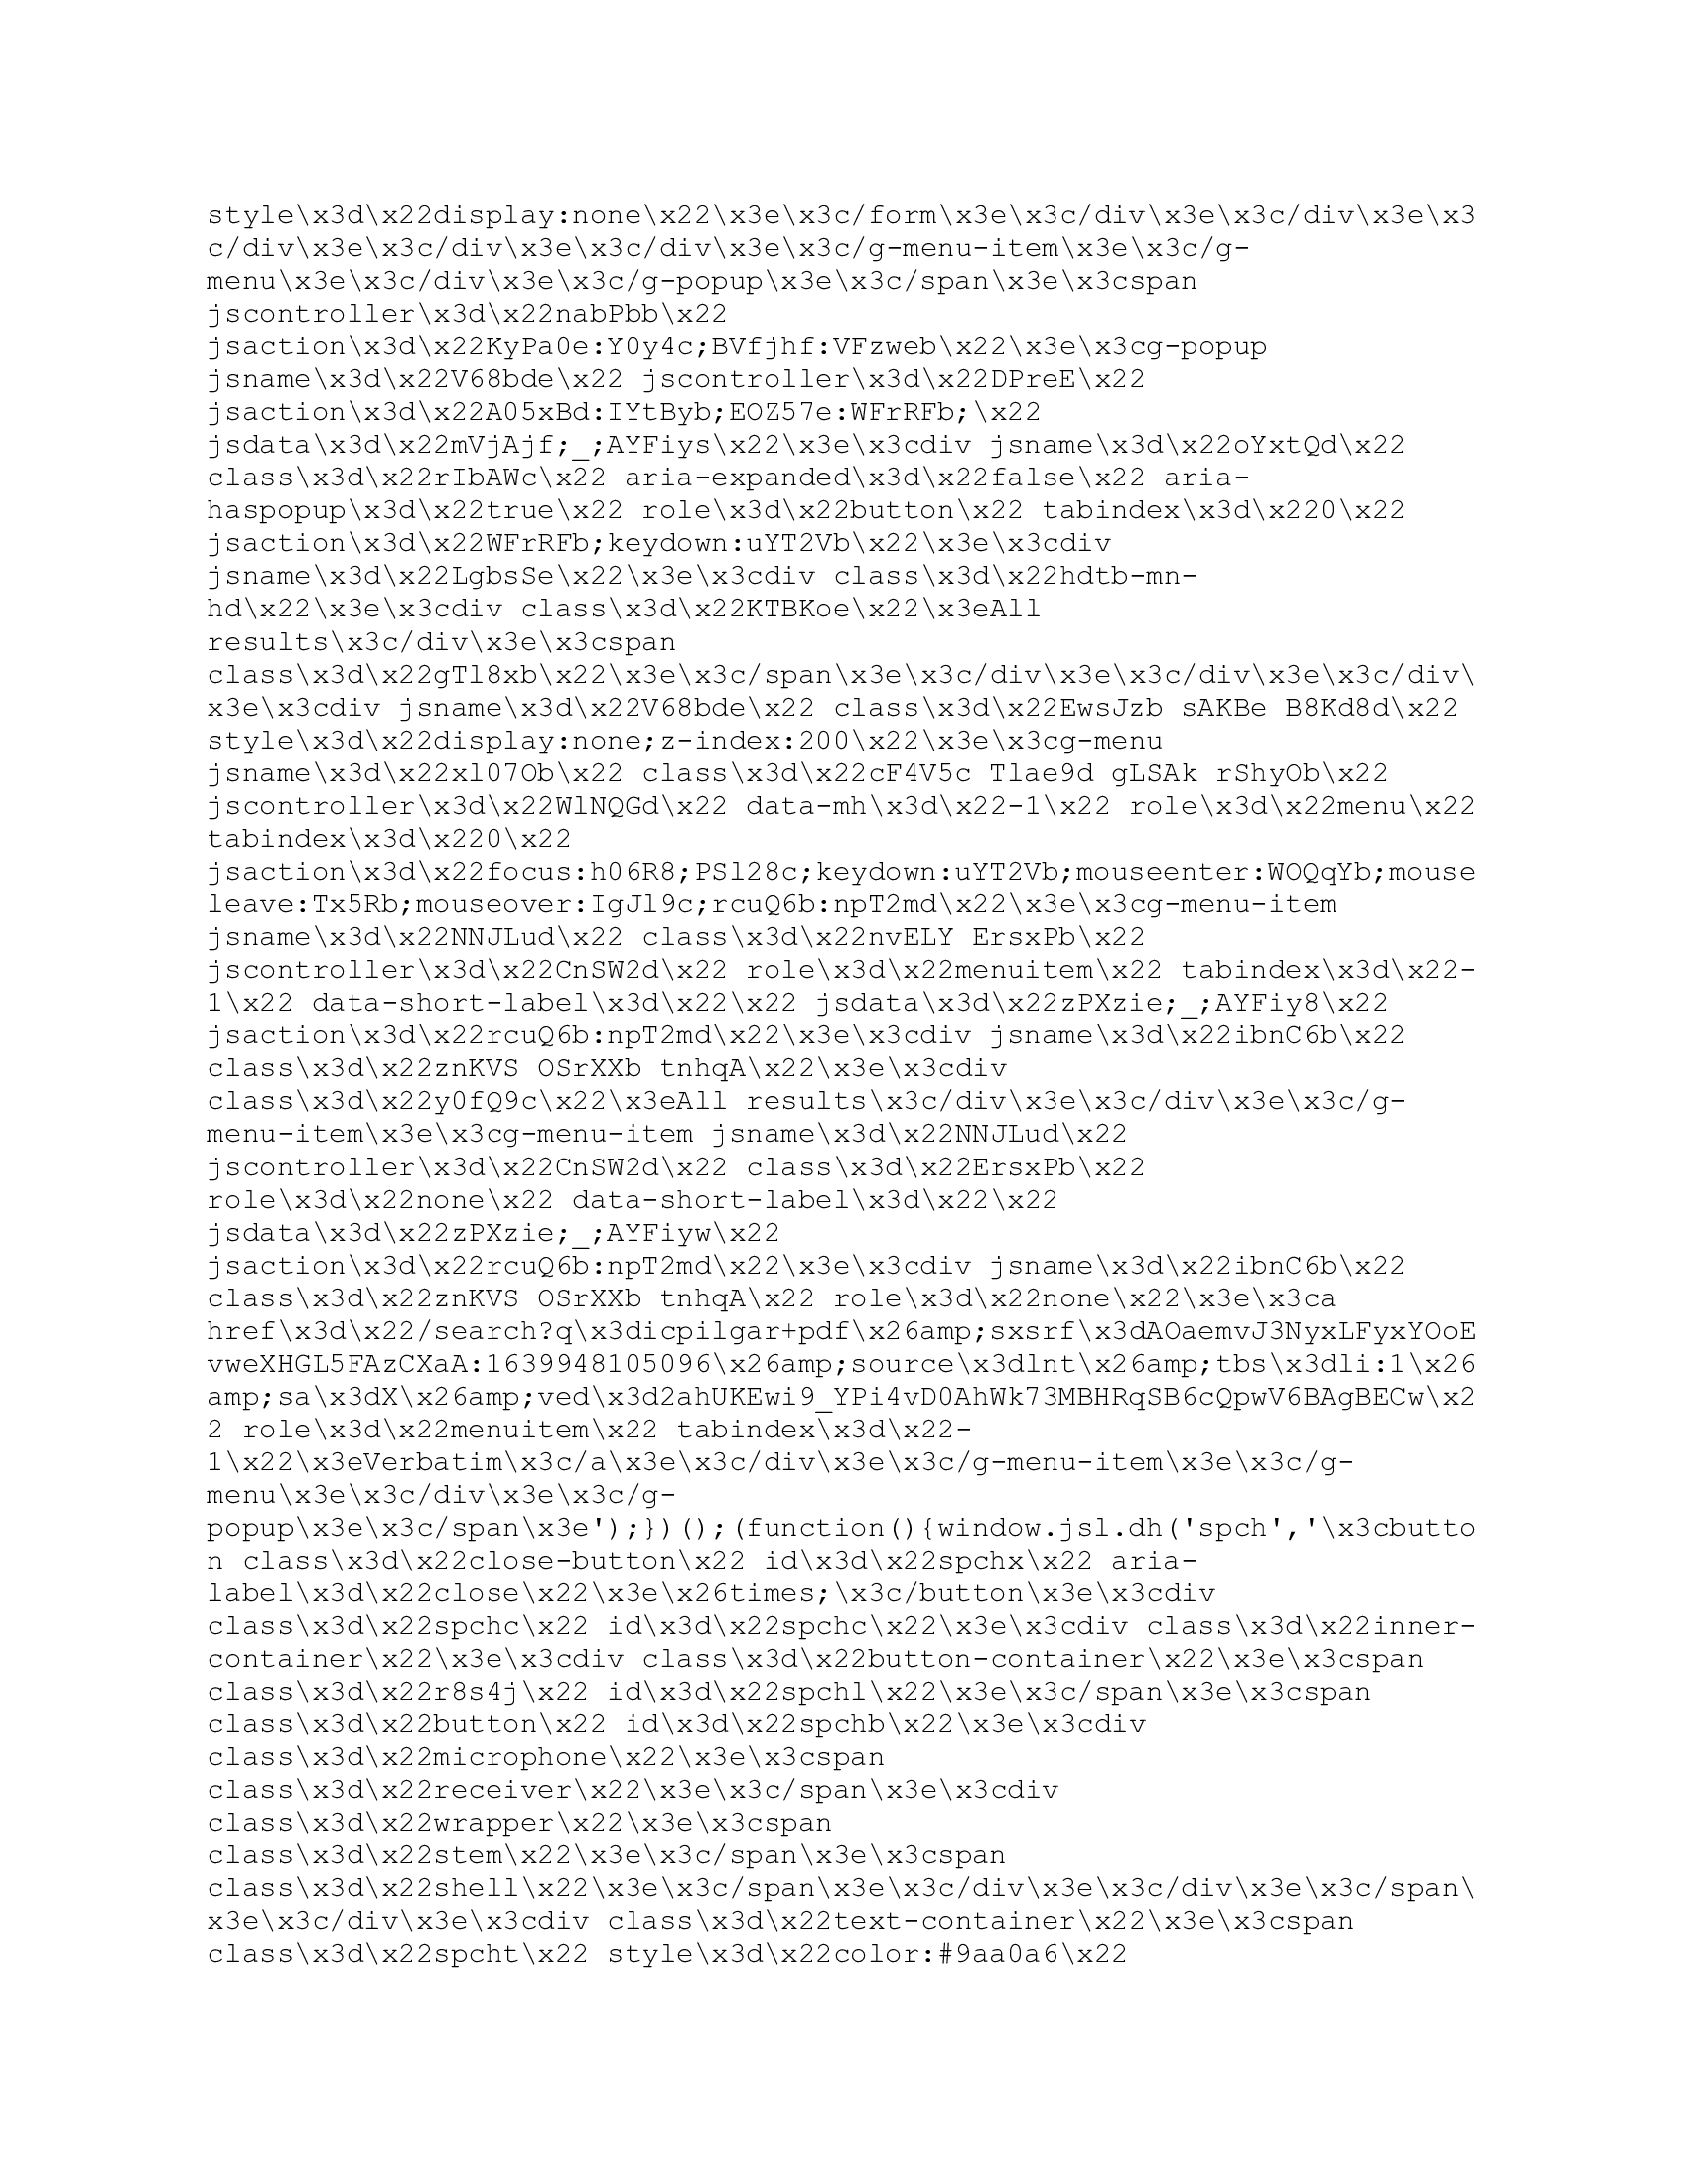 style\x3d\x22display:none\x22\x3e\x3c/form\x3e\x3c/div\x3e\x3c/div\x3e\x3
c/div\x3e\x3c/div\x3e\x3c/div\x3e\x3c/g-menu-item\x3e\x3c/g-
menu\x3e\x3c/div\x3e\x3c/g-popup\x3e\x3c/span\x3e\x3cspan
jscontroller\x3d\x22nabPbb\x22
jsaction\x3d\x22KyPa0e:Y0y4c;BVfjhf:VFzweb\x22\x3e\x3cg-popup
jsname\x3d\x22V68bde\x22 jscontroller\x3d\x22DPreE\x22
jsaction\x3d\x22A05xBd:IYtByb;EOZ57e:WFrRFb;\x22
jsdata\x3d\x22mVjAjf;_;AYFiys\x22\x3e\x3cdiv jsname\x3d\x22oYxtQd\x22
class\x3d\x22rIbAWc\x22 aria-expanded\x3d\x22false\x22 aria-
haspopup\x3d\x22true\x22 role\x3d\x22button\x22 tabindex\x3d\x220\x22
jsaction\x3d\x22WFrRFb;keydown:uYT2Vb\x22\x3e\x3cdiv
jsname\x3d\x22LgbsSe\x22\x3e\x3cdiv class\x3d\x22hdtb-mn-
hd\x22\x3e\x3cdiv class\x3d\x22KTBKoe\x22\x3eAll
results\x3c/div\x3e\x3cspan
class\x3d\x22gTl8xb\x22\x3e\x3c/span\x3e\x3c/div\x3e\x3c/div\x3e\x3c/div\
x3e\x3cdiv jsname\x3d\x22V68bde\x22 class\x3d\x22EwsJzb sAKBe B8Kd8d\x22
style\x3d\x22display:none;z-index:200\x22\x3e\x3cg-menu
jsname\x3d\x22xl07Ob\x22 class\x3d\x22cF4V5c Tlae9d gLSAk rShyOb\x22
jscontroller\x3d\x22WlNQGd\x22 data-mh\x3d\x22-1\x22 role\x3d\x22menu\x22
tabindex\x3d\x220\x22
jsaction\x3d\x22focus:h06R8;PSl28c;keydown:uYT2Vb;mouseenter:WOQqYb;mouse
leave:Tx5Rb;mouseover:IgJl9c;rcuQ6b:npT2md\x22\x3e\x3cg-menu-item
jsname\x3d\x22NNJLud\x22 class\x3d\x22nvELY ErsxPb\x22
jscontroller\x3d\x22CnSW2d\x22 role\x3d\x22menuitem\x22 tabindex\x3d\x22-
1\x22 data-short-label\x3d\x22\x22 jsdata\x3d\x22zPXzie;_;AYFiy8\x22
jsaction\x3d\x22rcuQ6b:npT2md\x22\x3e\x3cdiv jsname\x3d\x22ibnC6b\x22
class\x3d\x22znKVS OSrXXb tnhqA\x22\x3e\x3cdiv
class\x3d\x22y0fQ9c\x22\x3eAll results\x3c/div\x3e\x3c/div\x3e\x3c/g-
menu-item\x3e\x3cg-menu-item jsname\x3d\x22NNJLud\x22
jscontroller\x3d\x22CnSW2d\x22 class\x3d\x22ErsxPb\x22
role\x3d\x22none\x22 data-short-label\x3d\x22\x22
jsdata\x3d\x22zPXzie;_;AYFiyw\x22
jsaction\x3d\x22rcuQ6b:npT2md\x22\x3e\x3cdiv jsname\x3d\x22ibnC6b\x22
class\x3d\x22znKVS OSrXXb tnhqA\x22 role\x3d\x22none\x22\x3e\x3ca
href\x3d\x22/search?q\x3dicpilgar+pdf\x26amp;sxsrf\x3dAOaemvJ3NyxLFyxYOoE
vweXHGL5FAzCXaA:1639948105096\x26amp;source\x3dlnt\x26amp;tbs\x3dli:1\x26
amp;sa\x3dX\x26amp;ved\x3d2ahUKEwi9_YPi4vD0AhWk73MBHRqSB6cQpwV6BAgBECw\x2
2 role\x3d\x22menuitem\x22 tabindex\x3d\x22-
1\x22\x3eVerbatim\x3c/a\x3e\x3c/div\x3e\x3c/g-menu-item\x3e\x3c/g-
menu\x3e\x3c/div\x3e\x3c/g-
popup\x3e\x3c/span\x3e');})();(function(){window.jsl.dh('spch','\x3cbutto
n class\x3d\x22close-button\x22 id\x3d\x22spchx\x22 aria-
label\x3d\x22close\x22\x3e\x26times;\x3c/button\x3e\x3cdiv
class\x3d\x22spchc\x22 id\x3d\x22spchc\x22\x3e\x3cdiv class\x3d\x22inner-
container\x22\x3e\x3cdiv class\x3d\x22button-container\x22\x3e\x3cspan
class\x3d\x22r8s4j\x22 id\x3d\x22spchl\x22\x3e\x3c/span\x3e\x3cspan
class\x3d\x22button\x22 id\x3d\x22spchb\x22\x3e\x3cdiv
class\x3d\x22microphone\x22\x3e\x3cspan
class\x3d\x22receiver\x22\x3e\x3c/span\x3e\x3cdiv
class\x3d\x22wrapper\x22\x3e\x3cspan
class\x3d\x22stem\x22\x3e\x3c/span\x3e\x3cspan
class\x3d\x22shell\x22\x3e\x3c/span\x3e\x3c/div\x3e\x3c/div\x3e\x3c/span\
x3e\x3c/div\x3e\x3cdiv class\x3d\x22text-container\x22\x3e\x3cspan
class\x3d\x22spcht\x22 style\x3d\x22color:#9aa0a6\x22